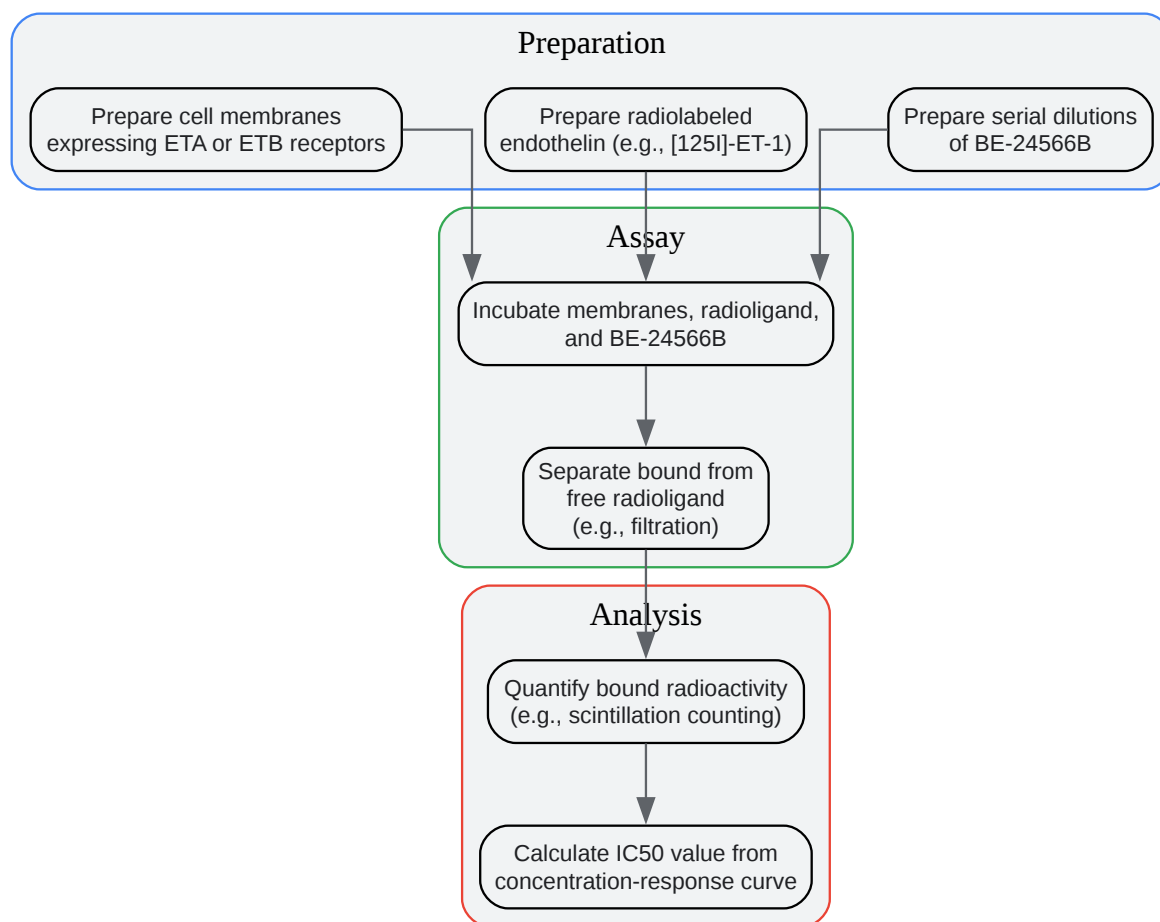 Preparation
Prepare cell membranes
expressing ETA or ETB receptors
Prepare radiolabeled
endothelin (e.g., [125I]-ET-1)
Prepare serial dilutions
of BE-24566B
Assay
Incubate membranes, radioligand,
and BE-24566B
Separate bound from
free radioligand
(e.g., filtration)
Analysis
Quantify bound radioactivity
(e.g., scintillation counting)
Calculate IC50 value from
concentration-response curve